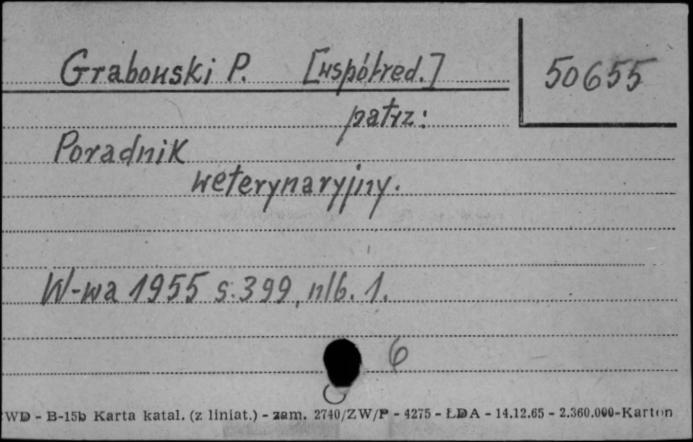 Grabowski P. [współred.] 50655
patrz:
Poradnik
weterynaryjny.
W-wa 1955 s.399, nlb. 1.
6
WD - B-15b Karta katal. (z liniat.) - zam. 2740/ZW/P - 4275 - ŁDA - 14.12.65 - 2.360.000-Karton